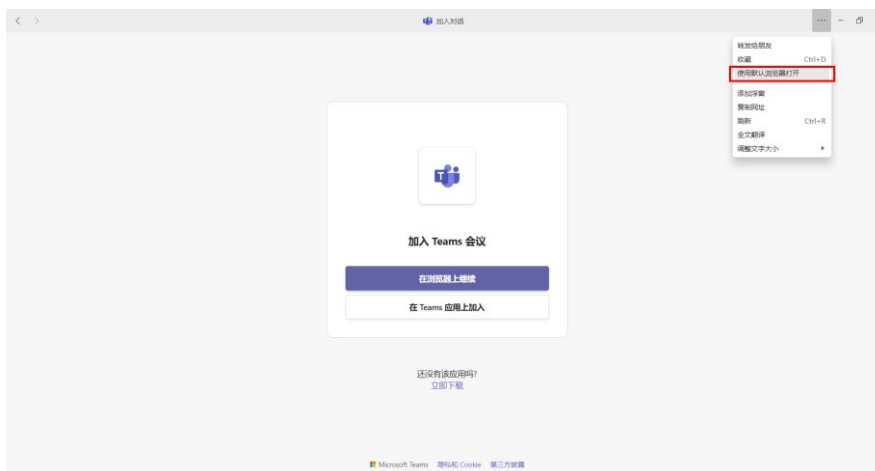 加入对话
转发给朋友
收藏 Ctrl+D
使用默认浏览器打开
添加浮窗
复制网址
刷新 Ctrl+R
全文翻译
调整文字大小
加入 Teams 会议
在浏览器上继续
在 Teams 应用上加入
还没有该应用吗?
立即下载
Microsoft Teams 隐私和 Cookie 第三方披露